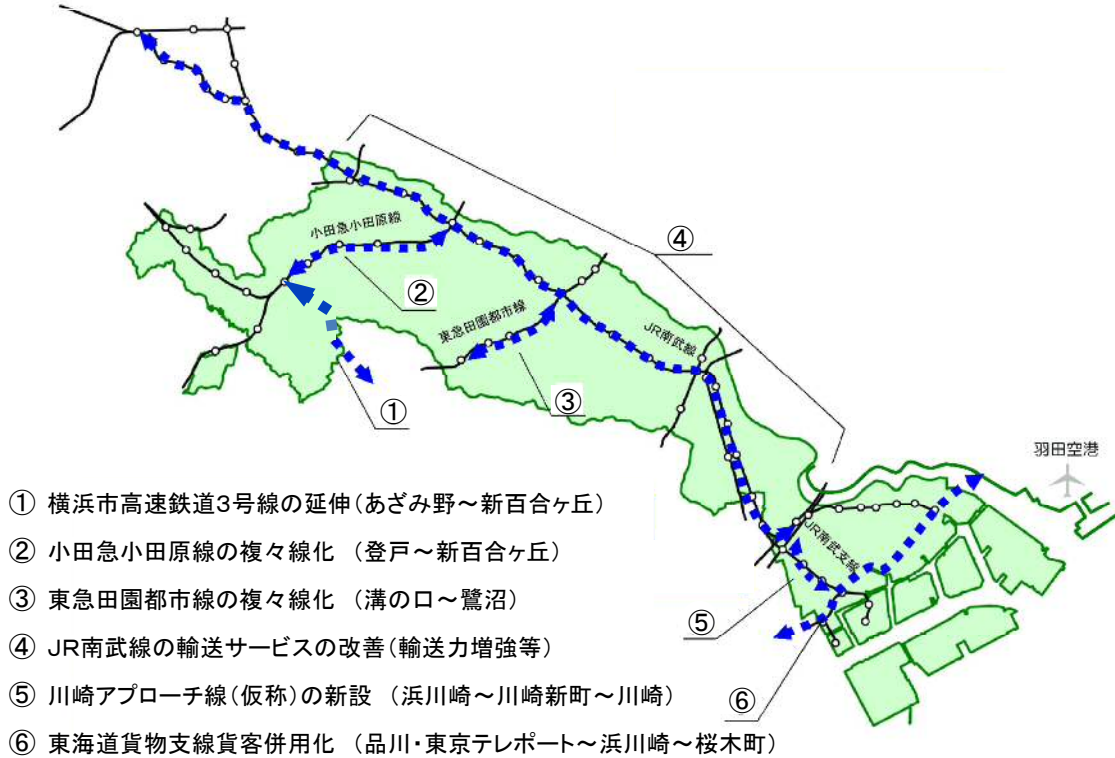 小田急小田原線
④
②
東急田園都市線
JR南武線
③
①
羽田空港
JR南武支線
⑤
⑥
① 横浜市高速鉄道3号線の延伸(あざみ野～新百合ヶ丘)
② 小田急小田原線の複々線化 (登戸～新百合ヶ丘)
③ 東急田園都市線の複々線化 (溝の口～鷺沼)
④ JR南武線の輸送サービスの改善(輸送力増強等)
⑤ 川崎アプローチ線(仮称)の新設 (浜川崎～川崎新町～川崎)
⑥ 東海道貨物支線貨客併用化 (品川・東京テレポート～浜川崎～桜木町)